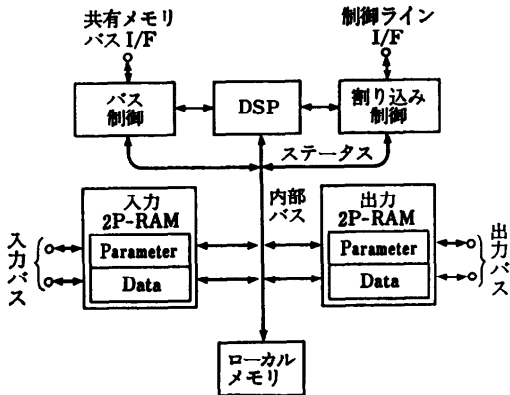 共有メモリ
バス I/F
制御ライン
I/F
バス
制御
DSP
割り込み
制御
ステータス
内部
バス
入力
2P-RAM
Parameter
Data
出力
2P-RAM
Parameter
Data
入力バス
出力バス
ローカル
メモリ